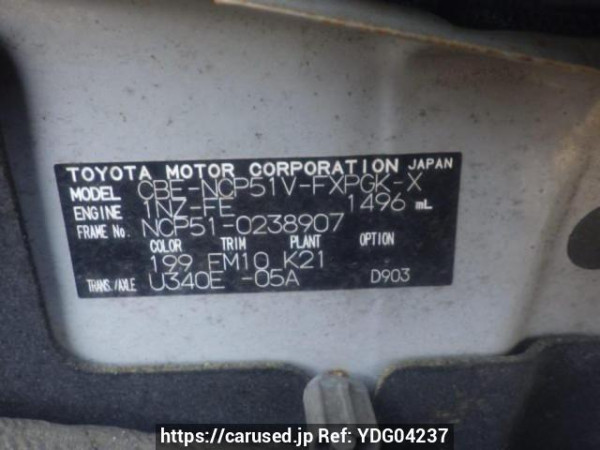 TOYOTA MOTOR CORPORATION JAPAN
MODEL CBE-NCP51V-FXPGK-X
ENGINE 1NZ-FE 1496 mL
FRAME No. NCP51-0238907
COLOR TRIM PLANT OPTION
199 FM10 K21
TRANS./AXLE U340E -05A D903
https://carused.jp Ref: YDG04237